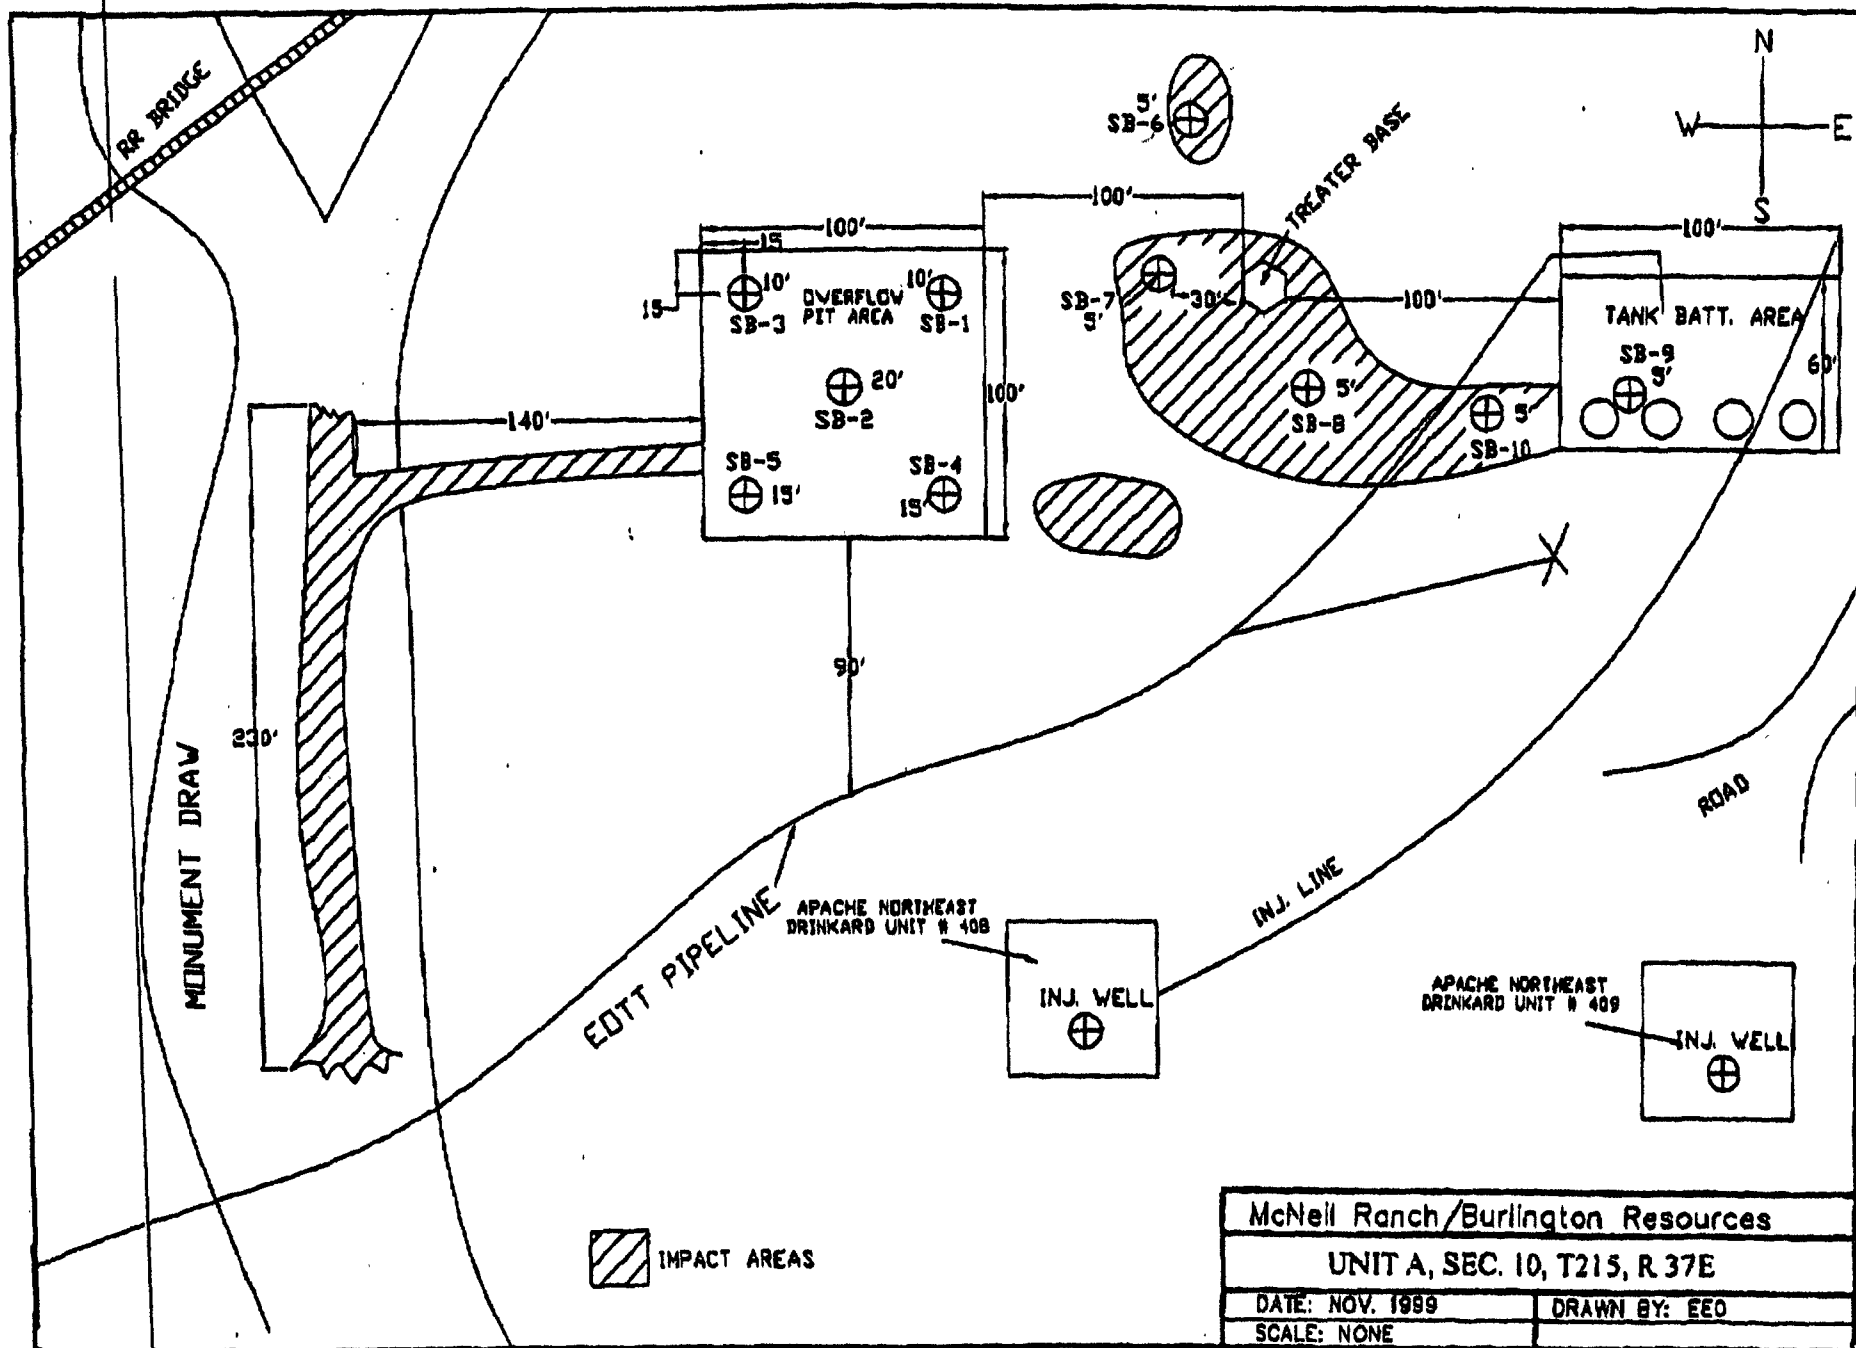 N
W E
S
RR BRIDGE
5'
SB-6
TREATER BASE
100'
100'
15
100'
15
10'
SB-3
OVERFLOW
PIT AREA
10'
SB-1
20'
SB-2
100'
SB-5
15'
SB-4
15'
140'
SB-7
5'
30'
100'
5'
SB-8
5'
SB-10
TANK BATT. AREA
SB-9
5'
60'
90'
230'
MONUMENT DRAW
EOTT PIPELINE
APACHE NORTHEAST
DRINKARD UNIT # 408
INJ. WELL
INJ. LINE
ROAD
APACHE NORTHEAST
DRINKARD UNIT # 409
INJ. WELL
IMPACT AREAS
McNeil Ranch/Burlington Resources
UNIT A, SEC. 10, T21S, R 37E
DATE: NOV. 1999
DRAWN BY: EEO
SCALE: NONE